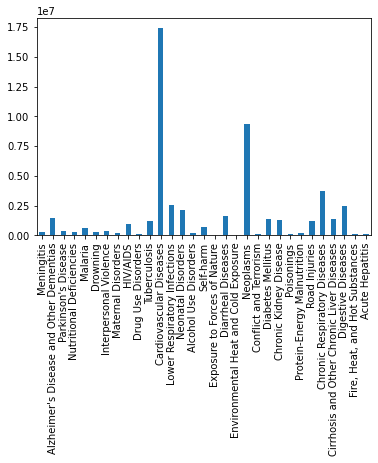 1e7
1.75
1.50
1.25
1.00
0.75
0.50
0.25
0.00
Meningitis
Alzheimer's Disease and Other Dementias
Parkinson's Disease
Nutritional Deficiencies
Malaria
Drowning
Interpersonal Violence
Maternal Disorders
HIV/AIDS
Drug Use Disorders
Tuberculosis
Cardiovascular Diseases
Lower Respiratory Infections
Neonatal Disorders
Alcohol Use Disorders
Self-harm
Exposure to Forces of Nature
Diarrheal Diseases
Environmental Heat and Cold Exposure
Neoplasms
Conflict and Terrorism
Diabetes Mellitus
Chronic Kidney Disease
Poisonings
Protein-Energy Malnutrition
Road Injuries
Chronic Respiratory Diseases
Cirrhosis and Other Chronic Liver Diseases
Digestive Diseases
Fire, Heat, and Hot Substances
Acute Hepatitis